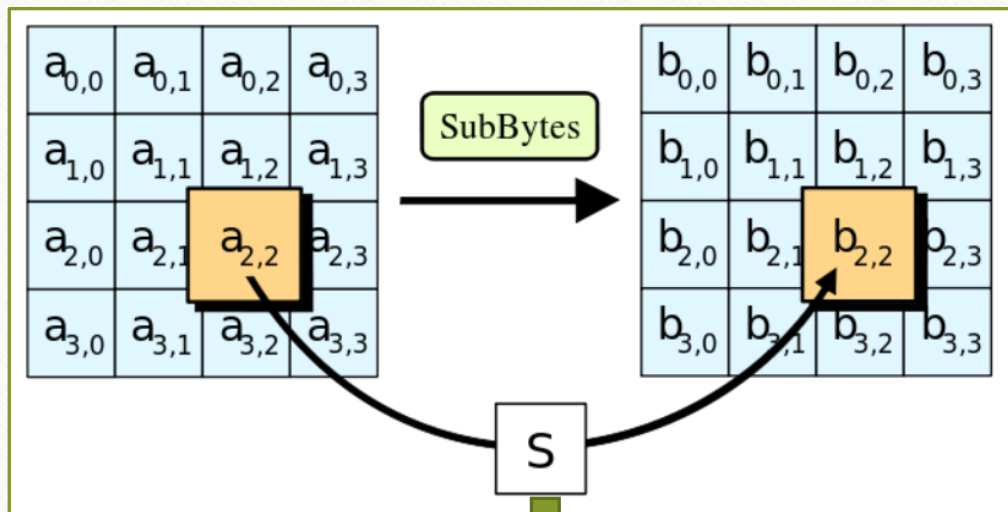 a0,0 a0,1 a0,2 a0,3 b0,0 b0,1 b0,2 b0,3
SubBytes
a1,0 a1,1 a1,2 a1,3 b1,0 b1,1 b1,2 b1,3
a2,0 a2,1 a2,2 a2,3 b2,0 b2,1 b2,2 b2,3
a3,0 a3,1 a3,2 a3,3 b3,0 b3,1 b3,2 b3,3
S